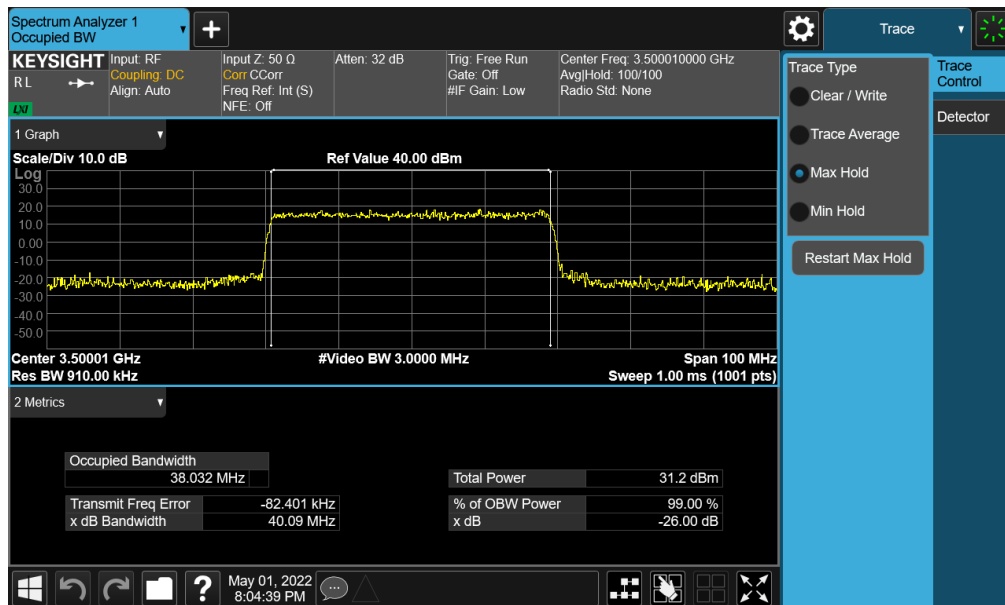 Spectrum Analyzer 1
Occupied BW
+
Trace
KEYSIGHT
R L
LXI
Input: RF
Coupling: DC
Align: Auto
Input Z: 50 Ω
Corr CCorr
Freq Ref: Int (S)
NFE: Off
Atten: 32 dB
Trig: Free Run
Gate: Off
#IF Gain: Low
Center Freq: 3.500010000 GHz
Avg|Hold: 100/100
Radio Std: None
Trace Type
Clear / Write
Trace Average
Max Hold
Min Hold
Restart Max Hold
Trace
Control
Detector
1 Graph
Scale/Div 10.0 dB
Ref Value 40.00 dBm
Log
30.0
20.0
10.0
0.00
-10.0
-20.0
-30.0
-40.0
-50.0
Center 3.50001 GHz
#Video BW 3.0000 MHz
Span 100 MHz
Res BW 910.00 kHz
Sweep 1.00 ms (1001 pts)
2 Metrics
Occupied Bandwidth
38.032 MHz
Transmit Freq Error -82.401 kHz
x dB Bandwidth 40.09 MHz
Total Power 31.2 dBm
% of OBW Power 99.00 %
x dB -26.00 dB
?
May 01, 2022
8:04:39 PM